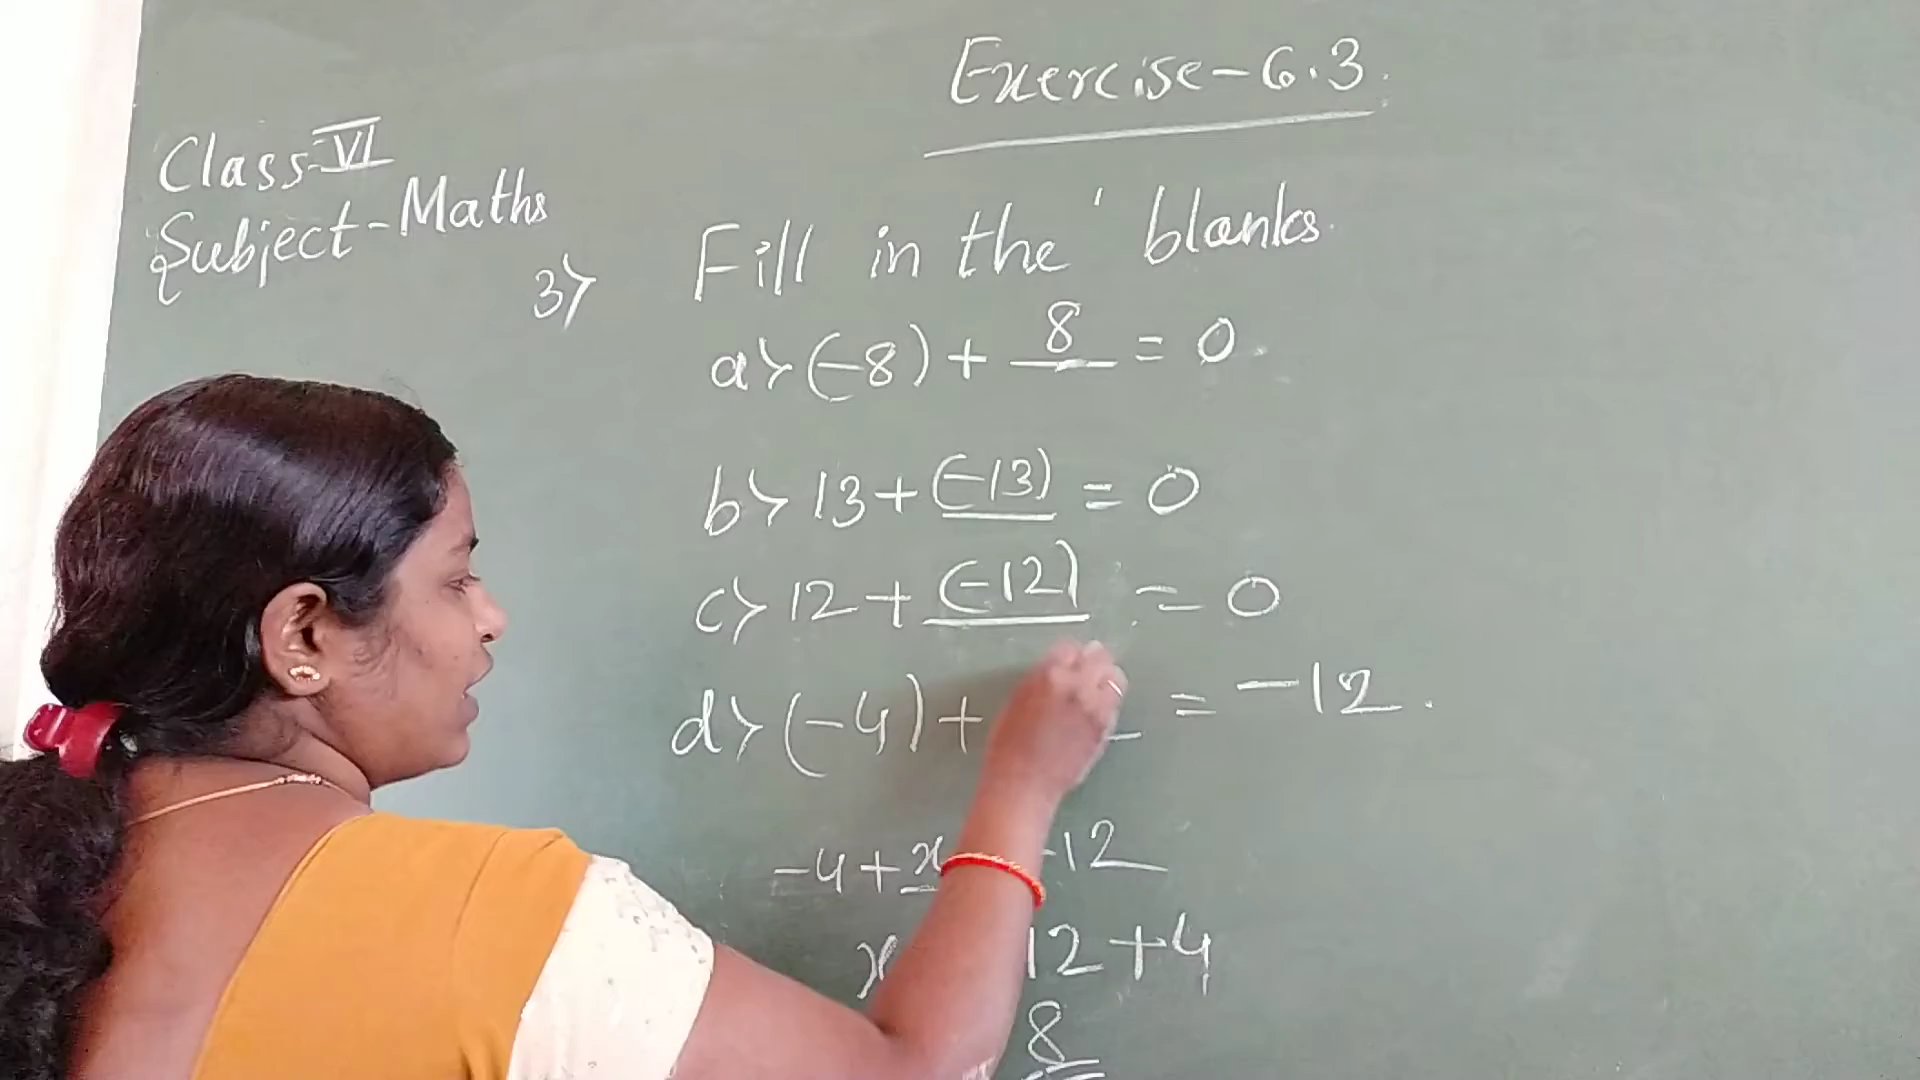 Exercise-6.3.
Class-VI
Subject-Maths
3> Fill in the blanks.
a> (-8) + 8 = 0
b> 13 + (-13) = 0
c> 12 + (-12) = 0
d> (-4) + = -12.
-4 + x -12
x 12 + 4
8